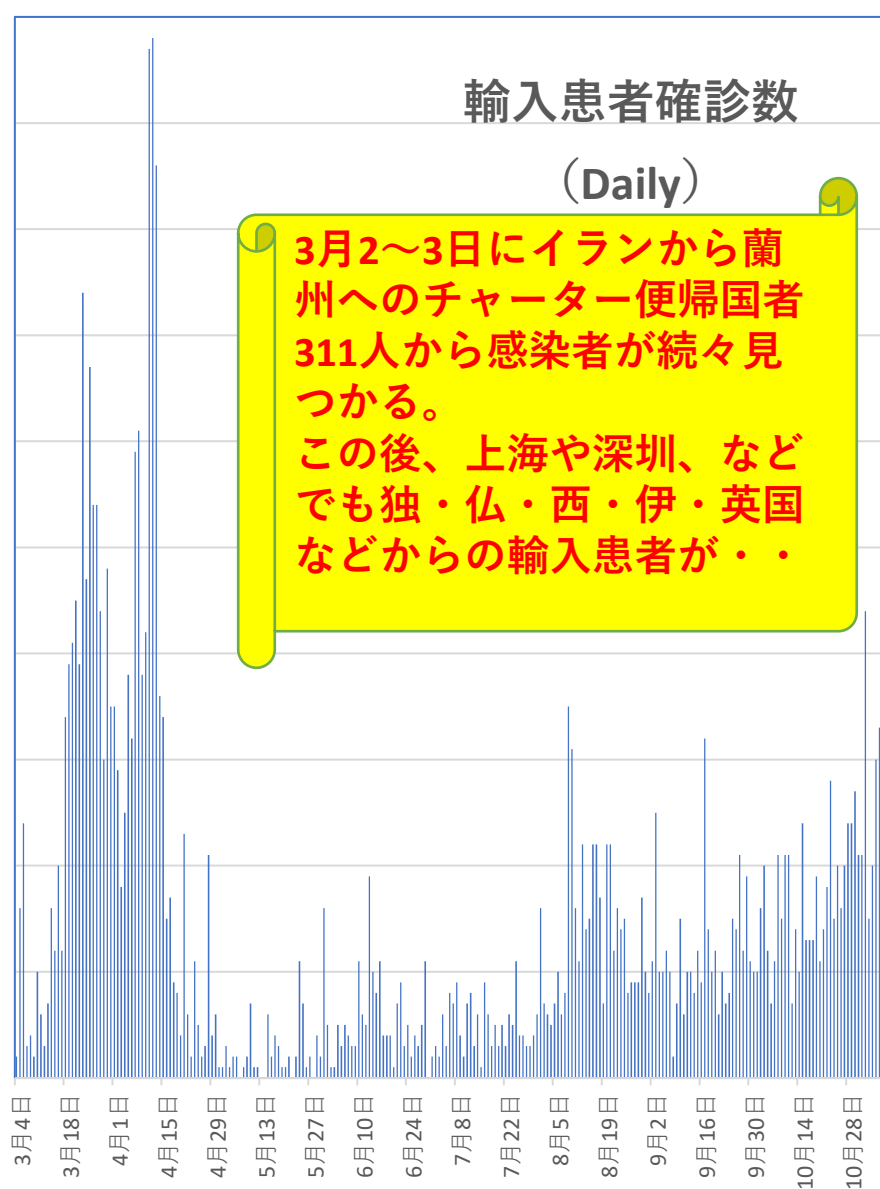 輸入患者確診数
（Daily）
3月2～3日にイランから蘭
州へのチャーター便帰国者
311人から感染者が続々見
つかる。
この後、上海や深圳、など
でも独・仏・西・伊・英国
などからの輸入患者が・・
3月4日
3月18日
4月1日
4月15日
4月29日
5月13日
5月27日
6月10日
6月24日
7月8日
7月22日
8月5日
8月19日
9月2日
9月16日
9月30日
10月14日
10月28日